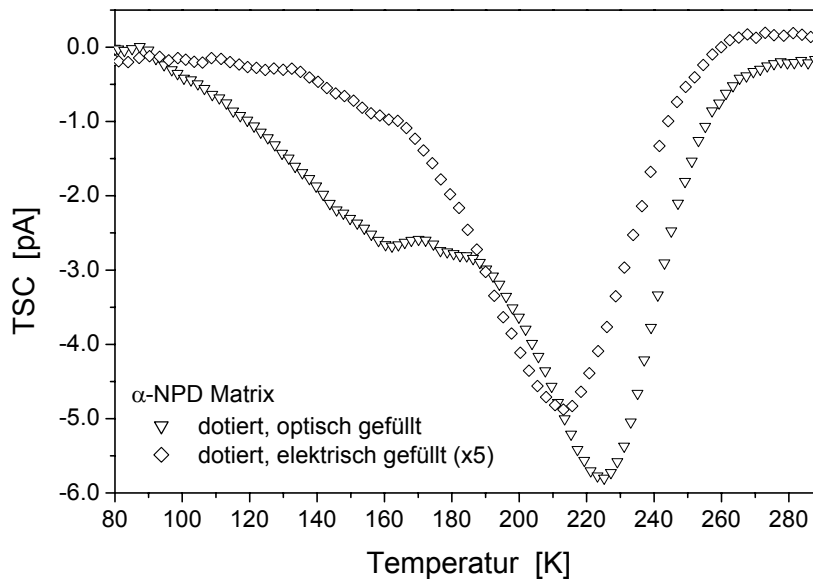 0.0
-1.0
-2.0
-3.0
-4.0
-5.0
-6.0
TSC [pA]
α-NPD Matrix
dotiert, optisch gefüllt
dotiert, elektrisch gefüllt (x5)
80 100 120 140 160 180 200 220 240 260 280
Temperatur [K]